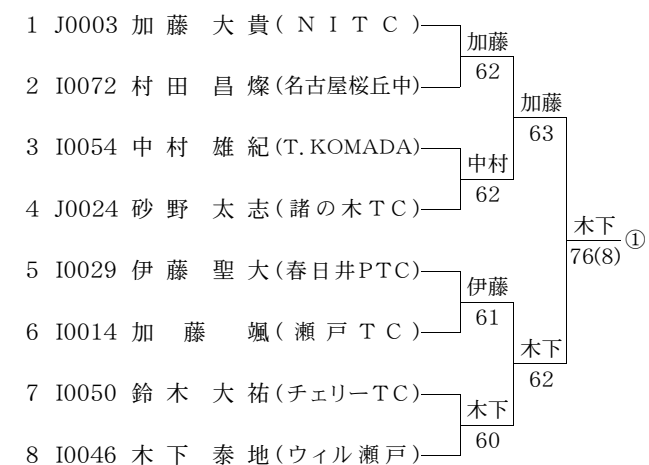 1 J0003 加藤 大貴(NITC)
加藤
62
2 I0072 村田 昌燦(名古屋桜丘中)
加藤
63
3 I0054 中村 雄紀(T.KOMADA)
中村
62
4 J0024 砂野 太志(諸の木TC)
木下
76(8)
①
5 I0029 伊藤 聖大(春日井PTC)
伊藤
61
6 I0014 加藤 颯(瀬戸TC)
木下
62
7 I0050 鈴木 大祐(チェリーTC)
木下
60
8 I0046 木下 泰地(ウィル瀬戸)